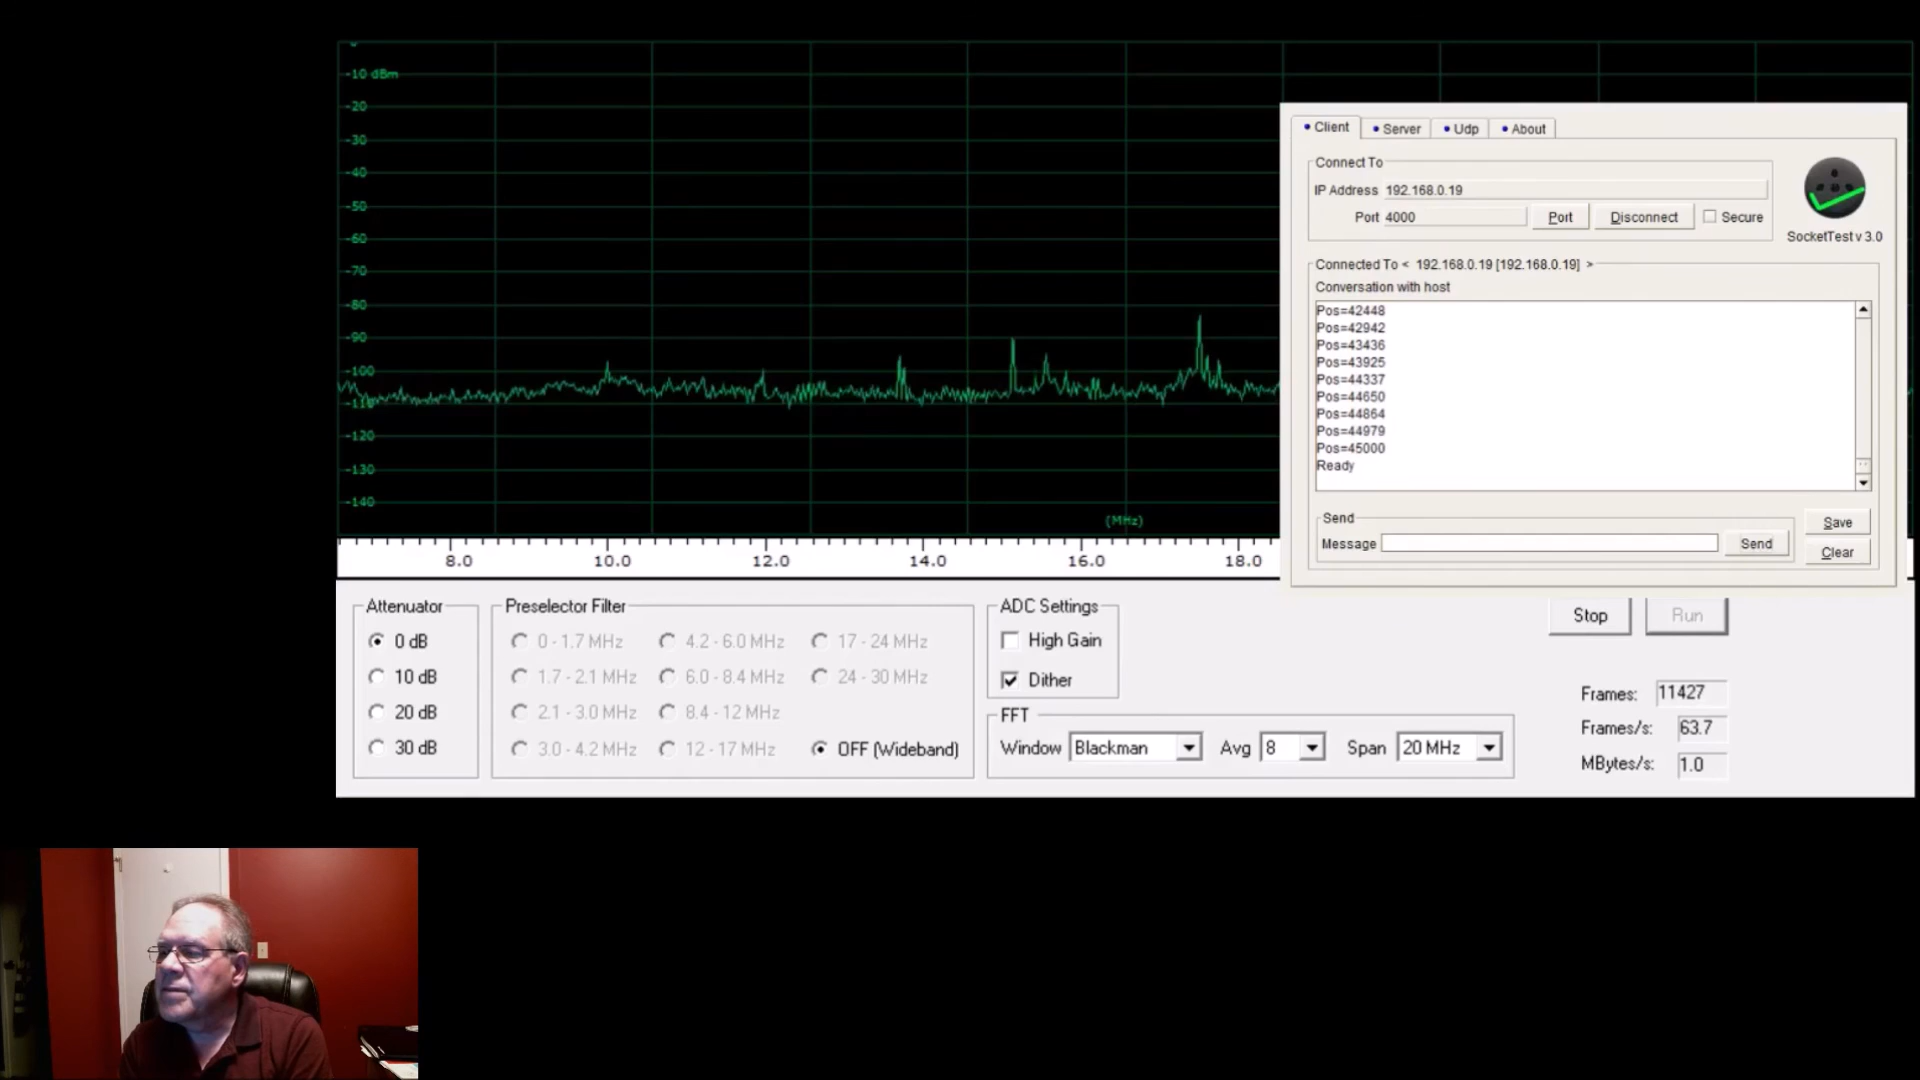 -10 dBm
-20
-30
-40
-50
-60
-70
-80
-90
-100
-110
-120
-130
-140
(MHz)
8.0 10.0 12.0 14.0 16.0 18.0
Client Server Udp About
Connect To
IP Address 192.168.0.19
Port 4000 Port Disconnect Secure
SocketTest v 3.0
Connected To < 192.168.0.19 [192.168.0.19] >
Conversation with host
Pos=42448
Pos=42942
Pos=43436
Pos=43925
Pos=44337
Pos=44650
Pos=44864
Pos=44979
Pos=45000
Ready
Send
Message Send
Save
Clear
Attenuator
0 dB
10 dB
20 dB
30 dB
Preselector Filter
0 - 1.7 MHz 4.2 - 6.0 MHz 17 - 24 MHz
1.7 - 2.1 MHz 6.0 - 8.4 MHz 24 - 30 MHz
2.1 - 3.0 MHz 8.4 - 12 MHz
3.0 - 4.2 MHz 12 - 17 MHz OFF (Wideband)
ADC Settings
High Gain
Dither
FFT
Window Blackman Avg 8 Span 20 MHz
Stop Run
Frames: 11427
Frames/s: 63.7
MBytes/s: 1.0